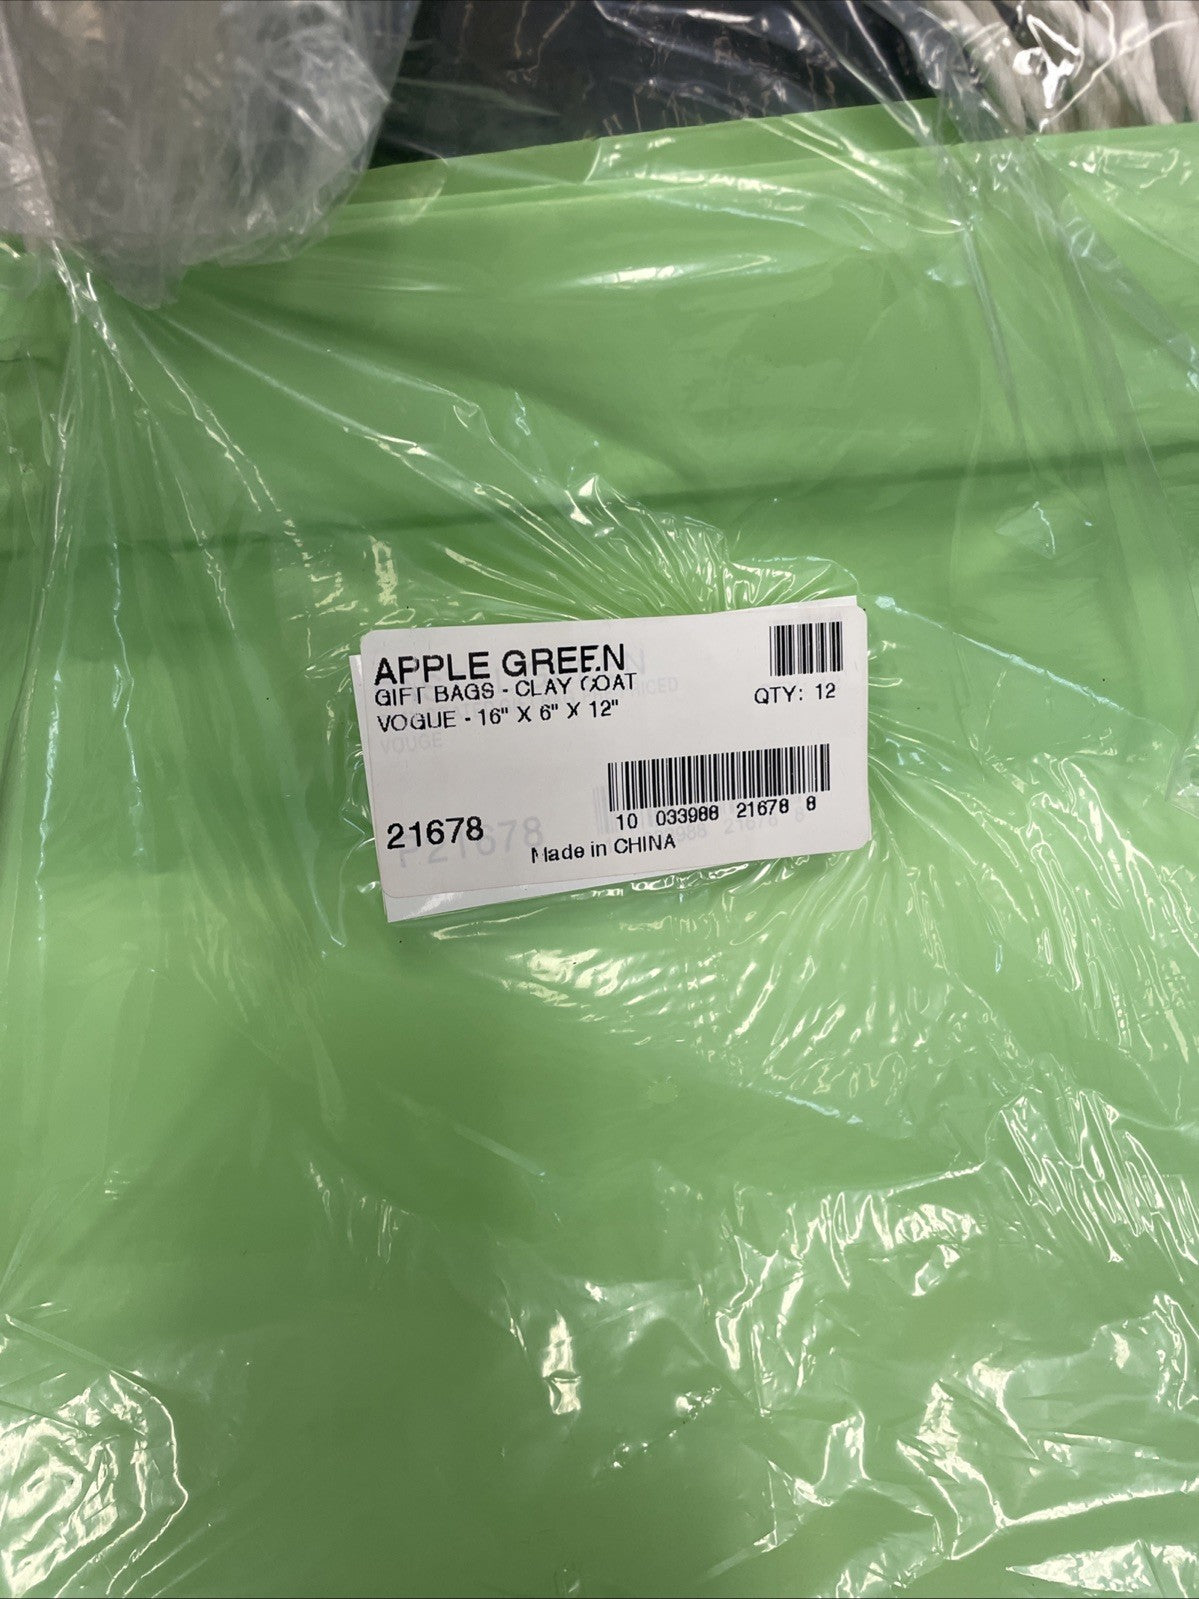 APPLE GREEN
GIFT BAGS - CLAY COAT
VOGUE - 16" X 6" X 12"
QTY: 12
VOUGE
21678
10 033988 21678 8
Made in CHINA